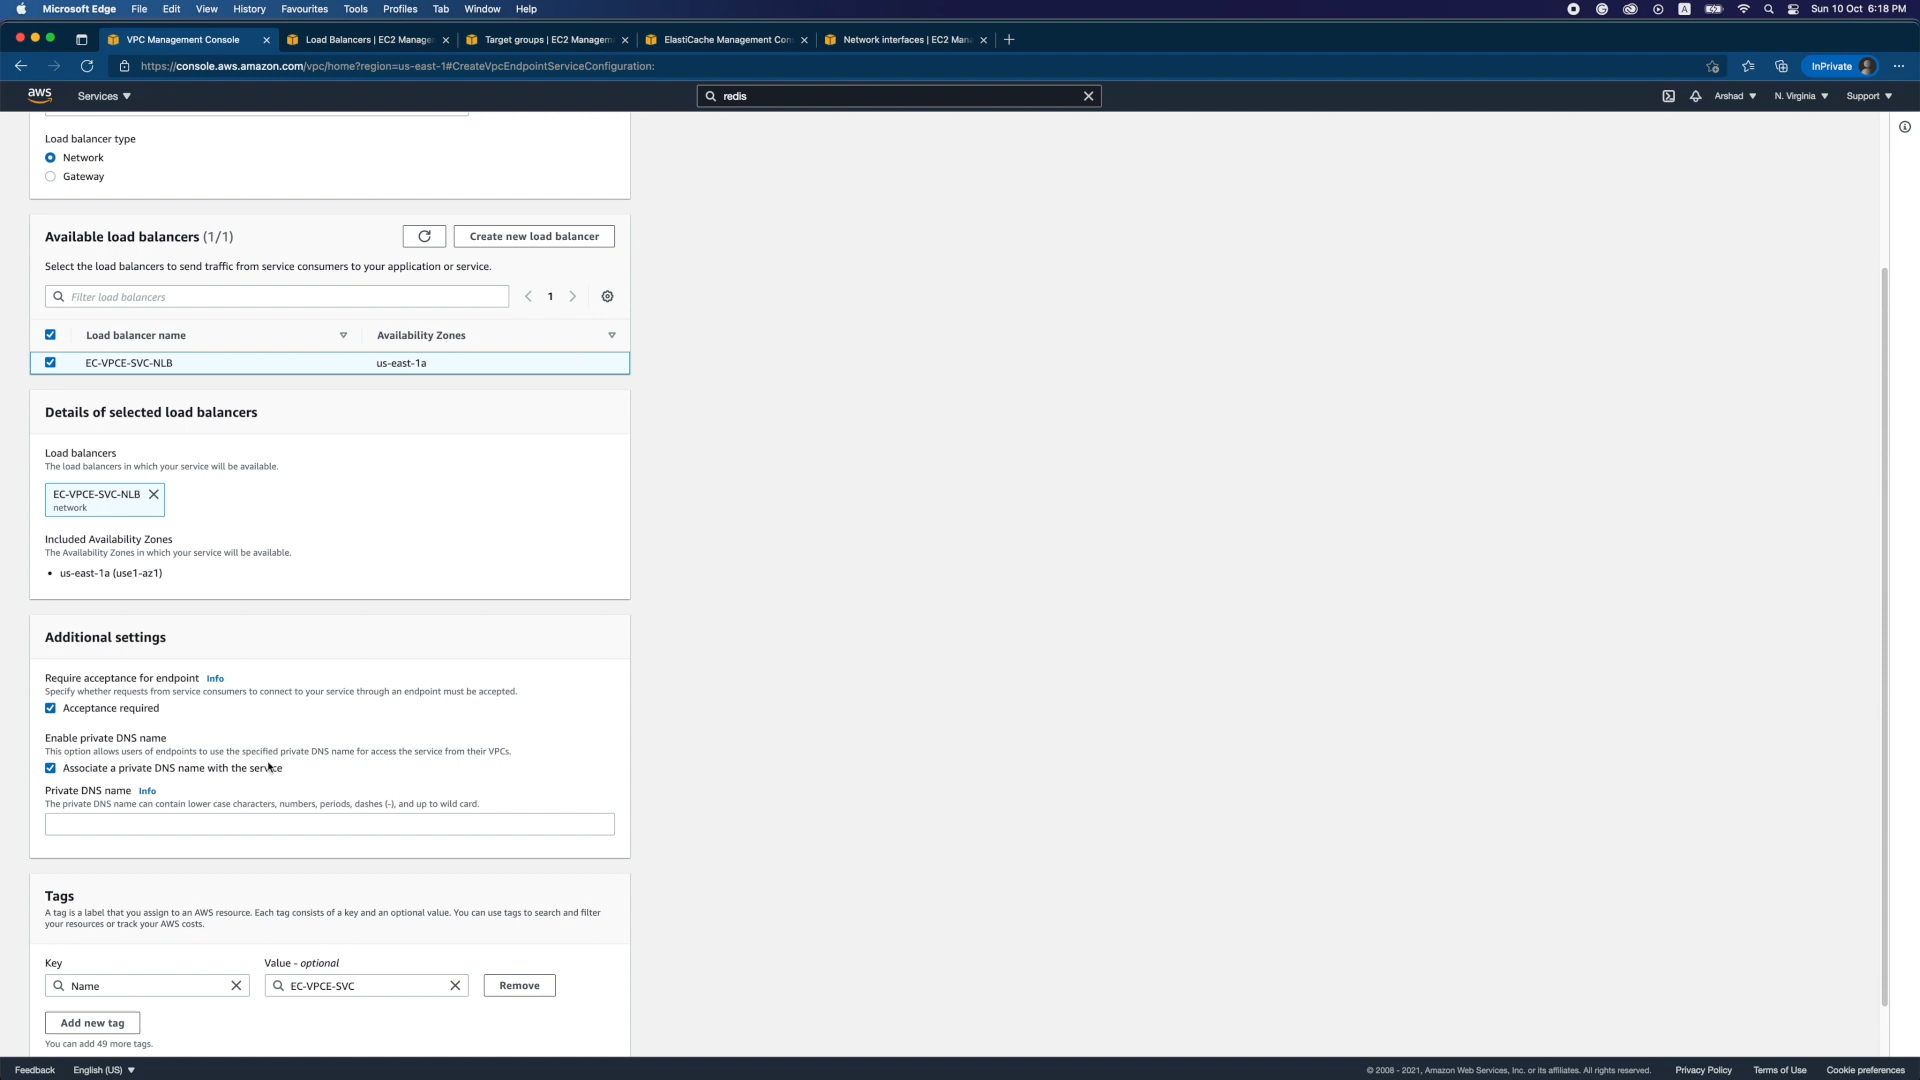 Microsoft Edge File Edit View History Favourites Tools Profiles Tab Window Help
A Sun 10 Oct 6:18 PM
VPC Management Console Load Balancers | EC2 Manage Target groups | EC2 Managem ElastiCache Management Con Network interfaces | EC2 Man
https://console.aws.amazon.com/vpc/home?region=us-east-1#CreateVpcEndpointServiceConfiguration:
InPrivate
aws Services redis Arshad N. Virginia Support
Load balancer type
Network
Gateway
Available load balancers (1/1)
Create new load balancer
Select the load balancers to send traffic from service consumers to your application or service.
Filter load balancers
1
Load balancer name Availability Zones
EC-VPCE-SVC-NLB us-east-1a
Details of selected load balancers
Load balancers
The load balancers in which your service will be available.
EC-VPCE-SVC-NLB
network
Included Availability Zones
The Availability Zones in which your service will be available.
• us-east-1a (use1-az1)
Additional settings
Require acceptance for endpoint Info
Specify whether requests from service consumers to connect to your service through an endpoint must be accepted.
Acceptance required
Enable private DNS name
This option allows users of endpoints to use the specified private DNS name for access the service from their VPCs.
Associate a private DNS name with the service
Private DNS name Info
The private DNS name can contain lower case characters, numbers, periods, dashes (-), and up to wild card.
Tags
A tag is a label that you assign to an AWS resource. Each tag consists of a key and an optional value. You can use tags to search and filter
your resources or track your AWS costs.
Key Value - optional
Name EC-VPCE-SVC Remove
Add new tag
You can add 49 more tags.
Feedback English (US) © 2008 - 2021, Amazon Web Services, Inc. or its affiliates. All rights reserved. Privacy Policy Terms of Use Cookie preferences